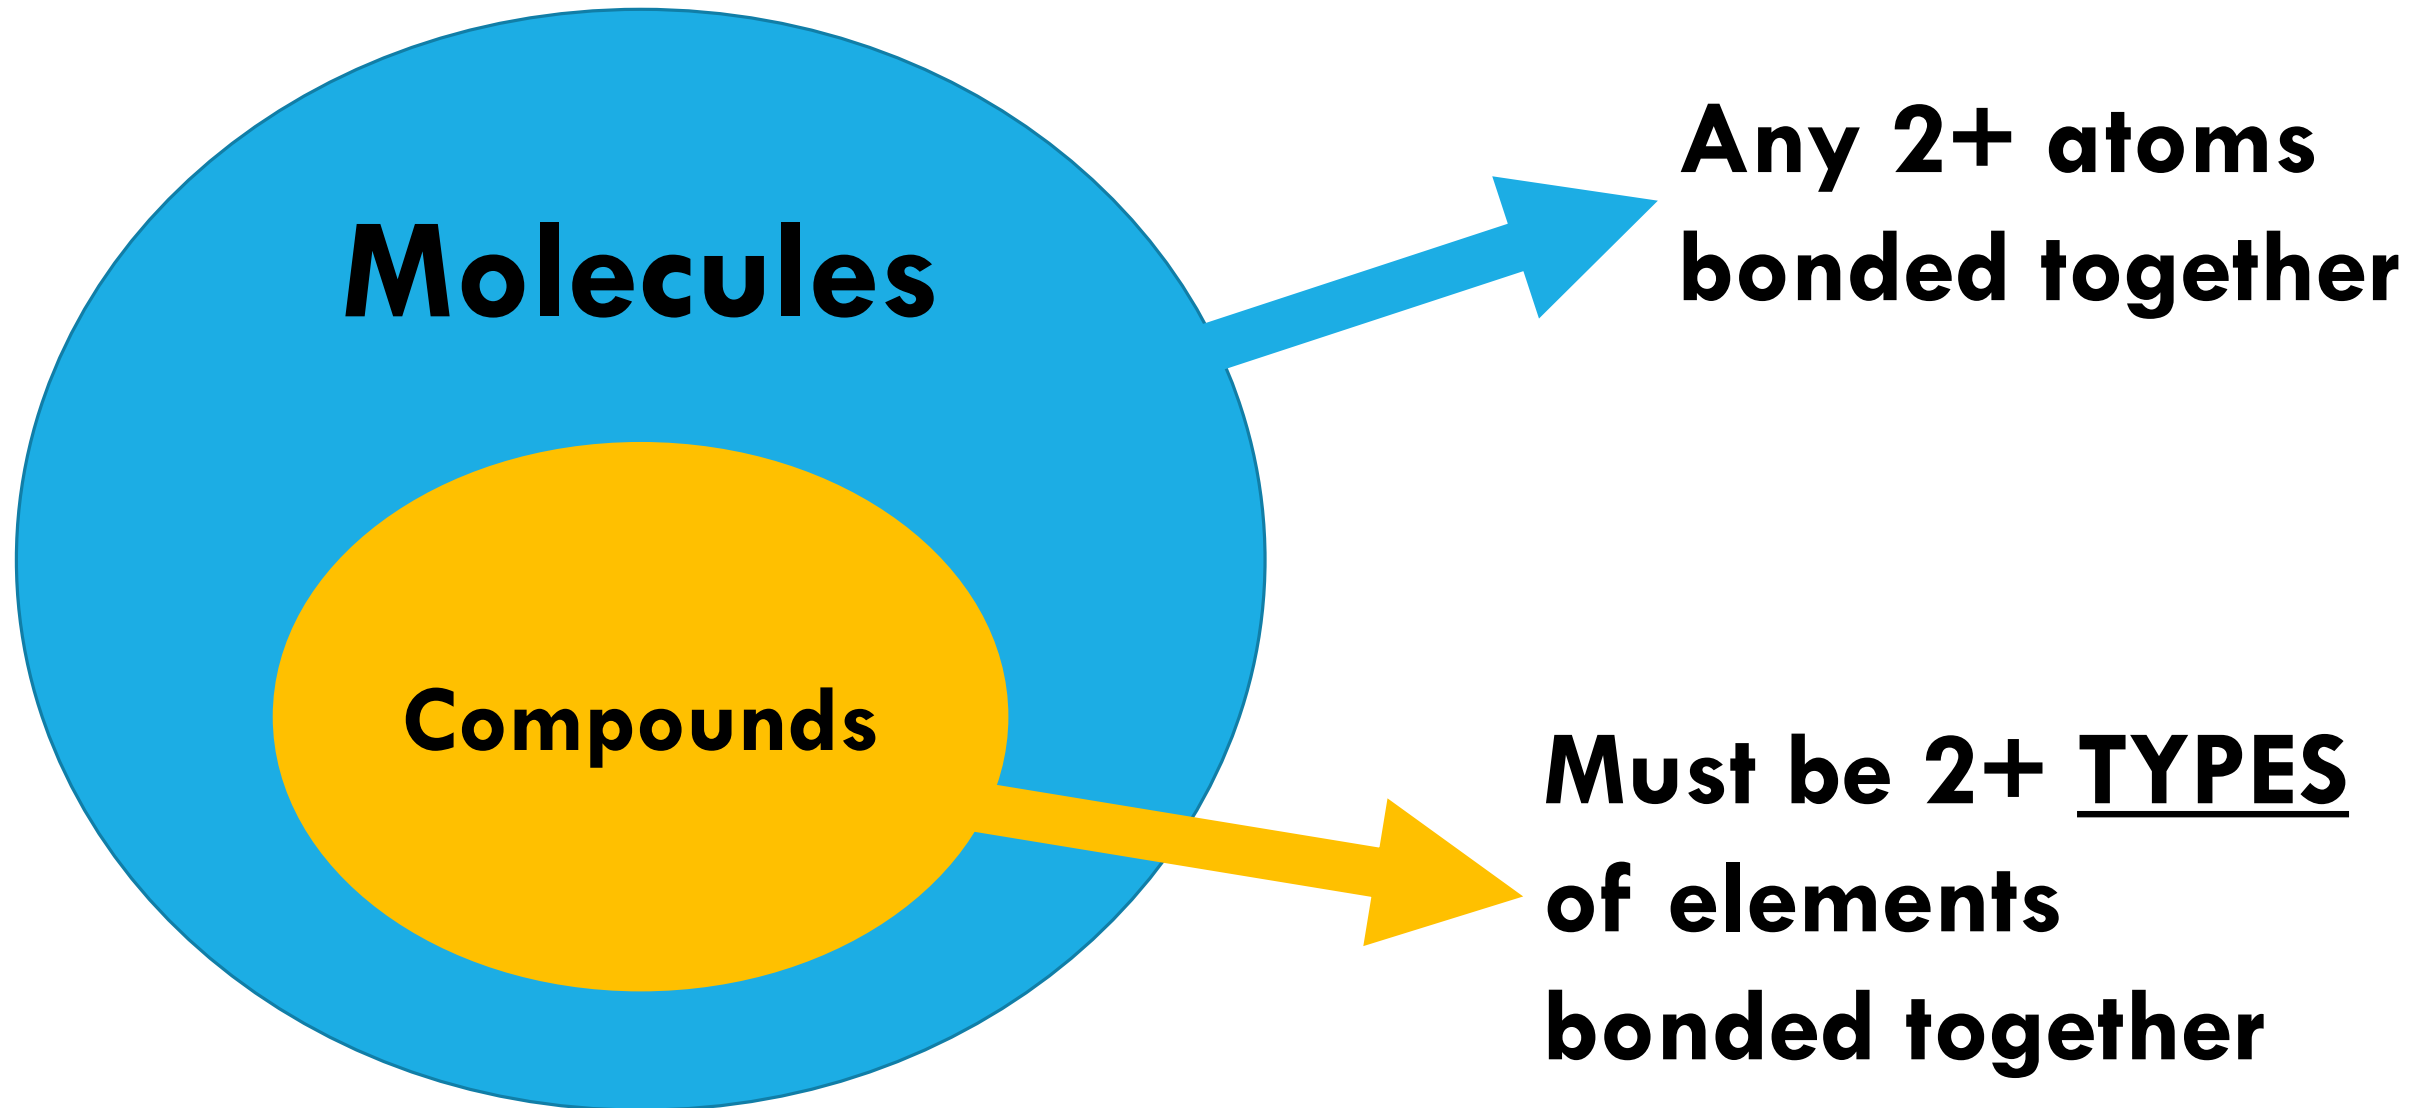 Molecules
Any 2+ atoms
bonded together
Compounds
Must be 2+ TYPES
of elements
bonded together